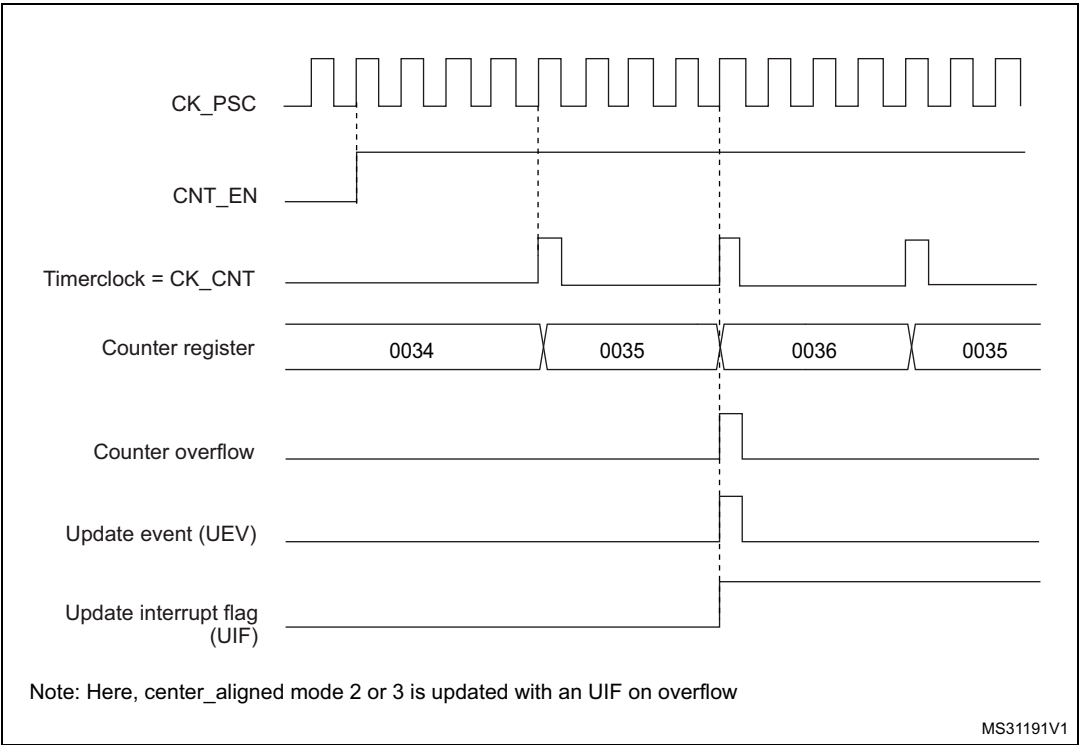 CK_PSC
CNT_EN
Timerclock = CK_CNT
Counter register
0034
0035
0036
0035
Counter overflow
Update event (UEV)
Update interrupt flag
(UIF)
Note: Here, center_aligned mode 2 or 3 is updated with an UIF on overflow
MS31191V1